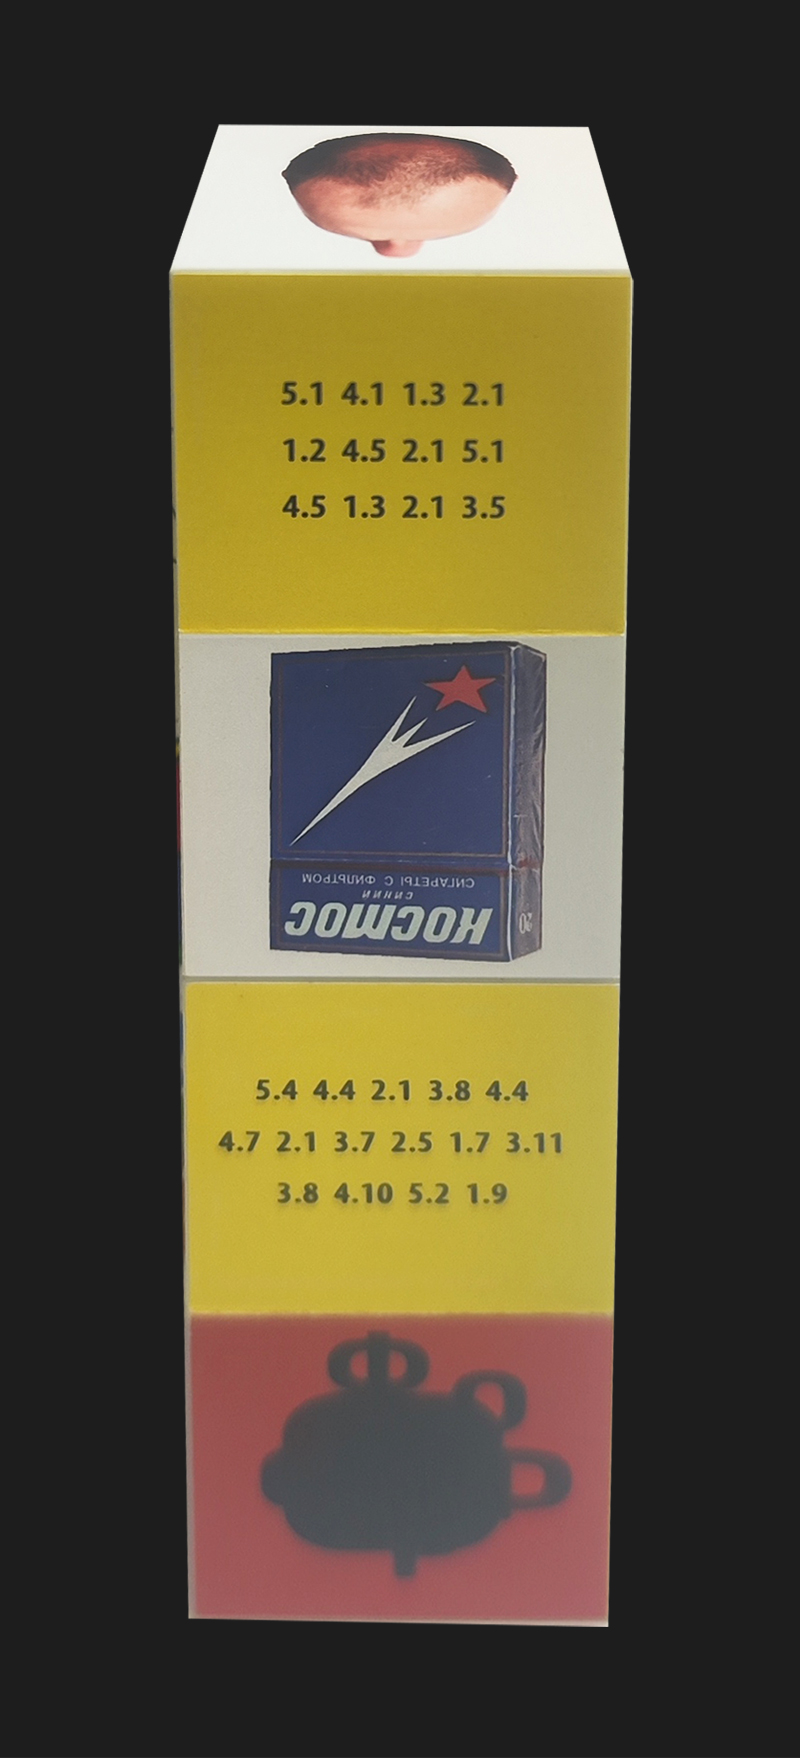 5.1 4.1 1.3 2.1
1.2 4.5 2.1 5.1
4.5 1.3 2.1 3.5
СИГАРЕТЫ С ФИЛЬТРОМ
СИНИЙ
КОСМОС
20
5.4 4.4 2.1 3.8 4.4
4.7 2.1 3.7 2.5 1.7 3.11
3.8 4.10 5.2 1.9